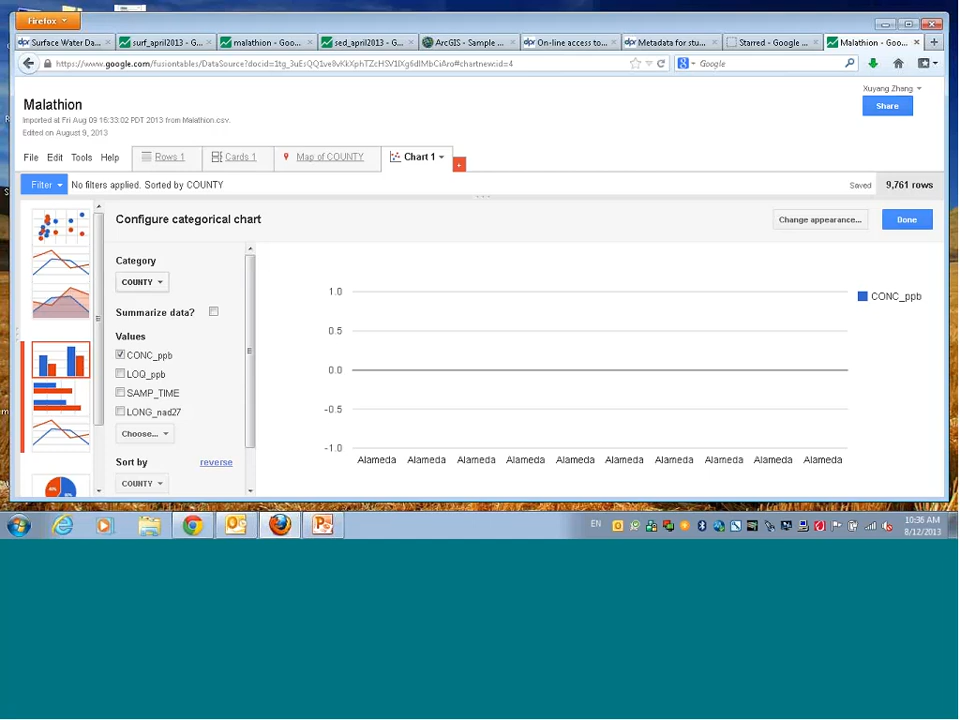 Firefox
Surface Water Da...
surf_april2013 - G...
malathion - Goo...
sed_april2013 - G...
ArcGIS - Sample ...
On-line access to...
Metadata for stu...
Starred - Google ...
Malathion - Goo...
https://www.google.com/fusiontables/DataSource?docid=1tg_3uEsQQ1ve8vKkXphTZcHSV1IXg6dlMbCiAro#chartnew:id=4
Google
Xuyang Zhang
Malathion
Share
Imported at Fri Aug 09 16:33:02 PDT 2013 from Malathion.csv.
Edited on August 9, 2013
File Edit Tools Help
Rows 1
Cards 1
Map of COUNTY
Chart 1
+
Filter
No filters applied. Sorted by COUNTY
Saved
9,761 rows
Configure categorical chart
Change appearance...
Done
Category
COUNTY
Summarize data?
Values
CONC_ppb
LOQ_ppb
SAMP_TIME
LONG_nad27
Choose...
Sort by
reverse
COUNTY
1.0
0.5
0.0
-0.5
-1.0
Alameda Alameda Alameda Alameda Alameda Alameda Alameda Alameda Alameda Alameda
CONC_ppb
EN
10:36 AM
8/12/2013